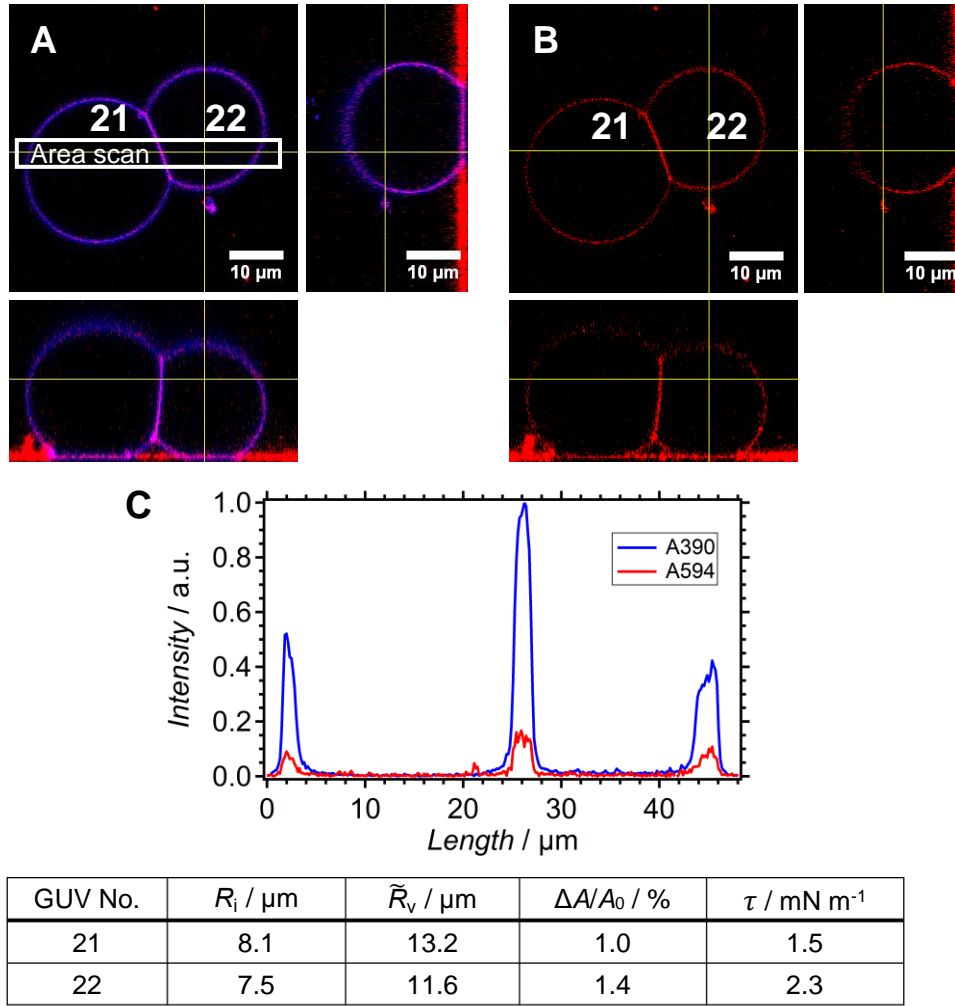 A
21
22
Area scan
10 µm
10 µm
B
21
22
10 µm
10 µm
C
1.0
0.8
0.6
0.4
0.2
0.0
Intensity / a.u.
A390
A594
0 10 20 30 40
Length / µm
GUV No. Ri / µm R̃v / µm ΔA/A0 / % τ / mN m-1
21 8.1 13.2 1.0 1.5
22 7.5 11.6 1.4 2.3